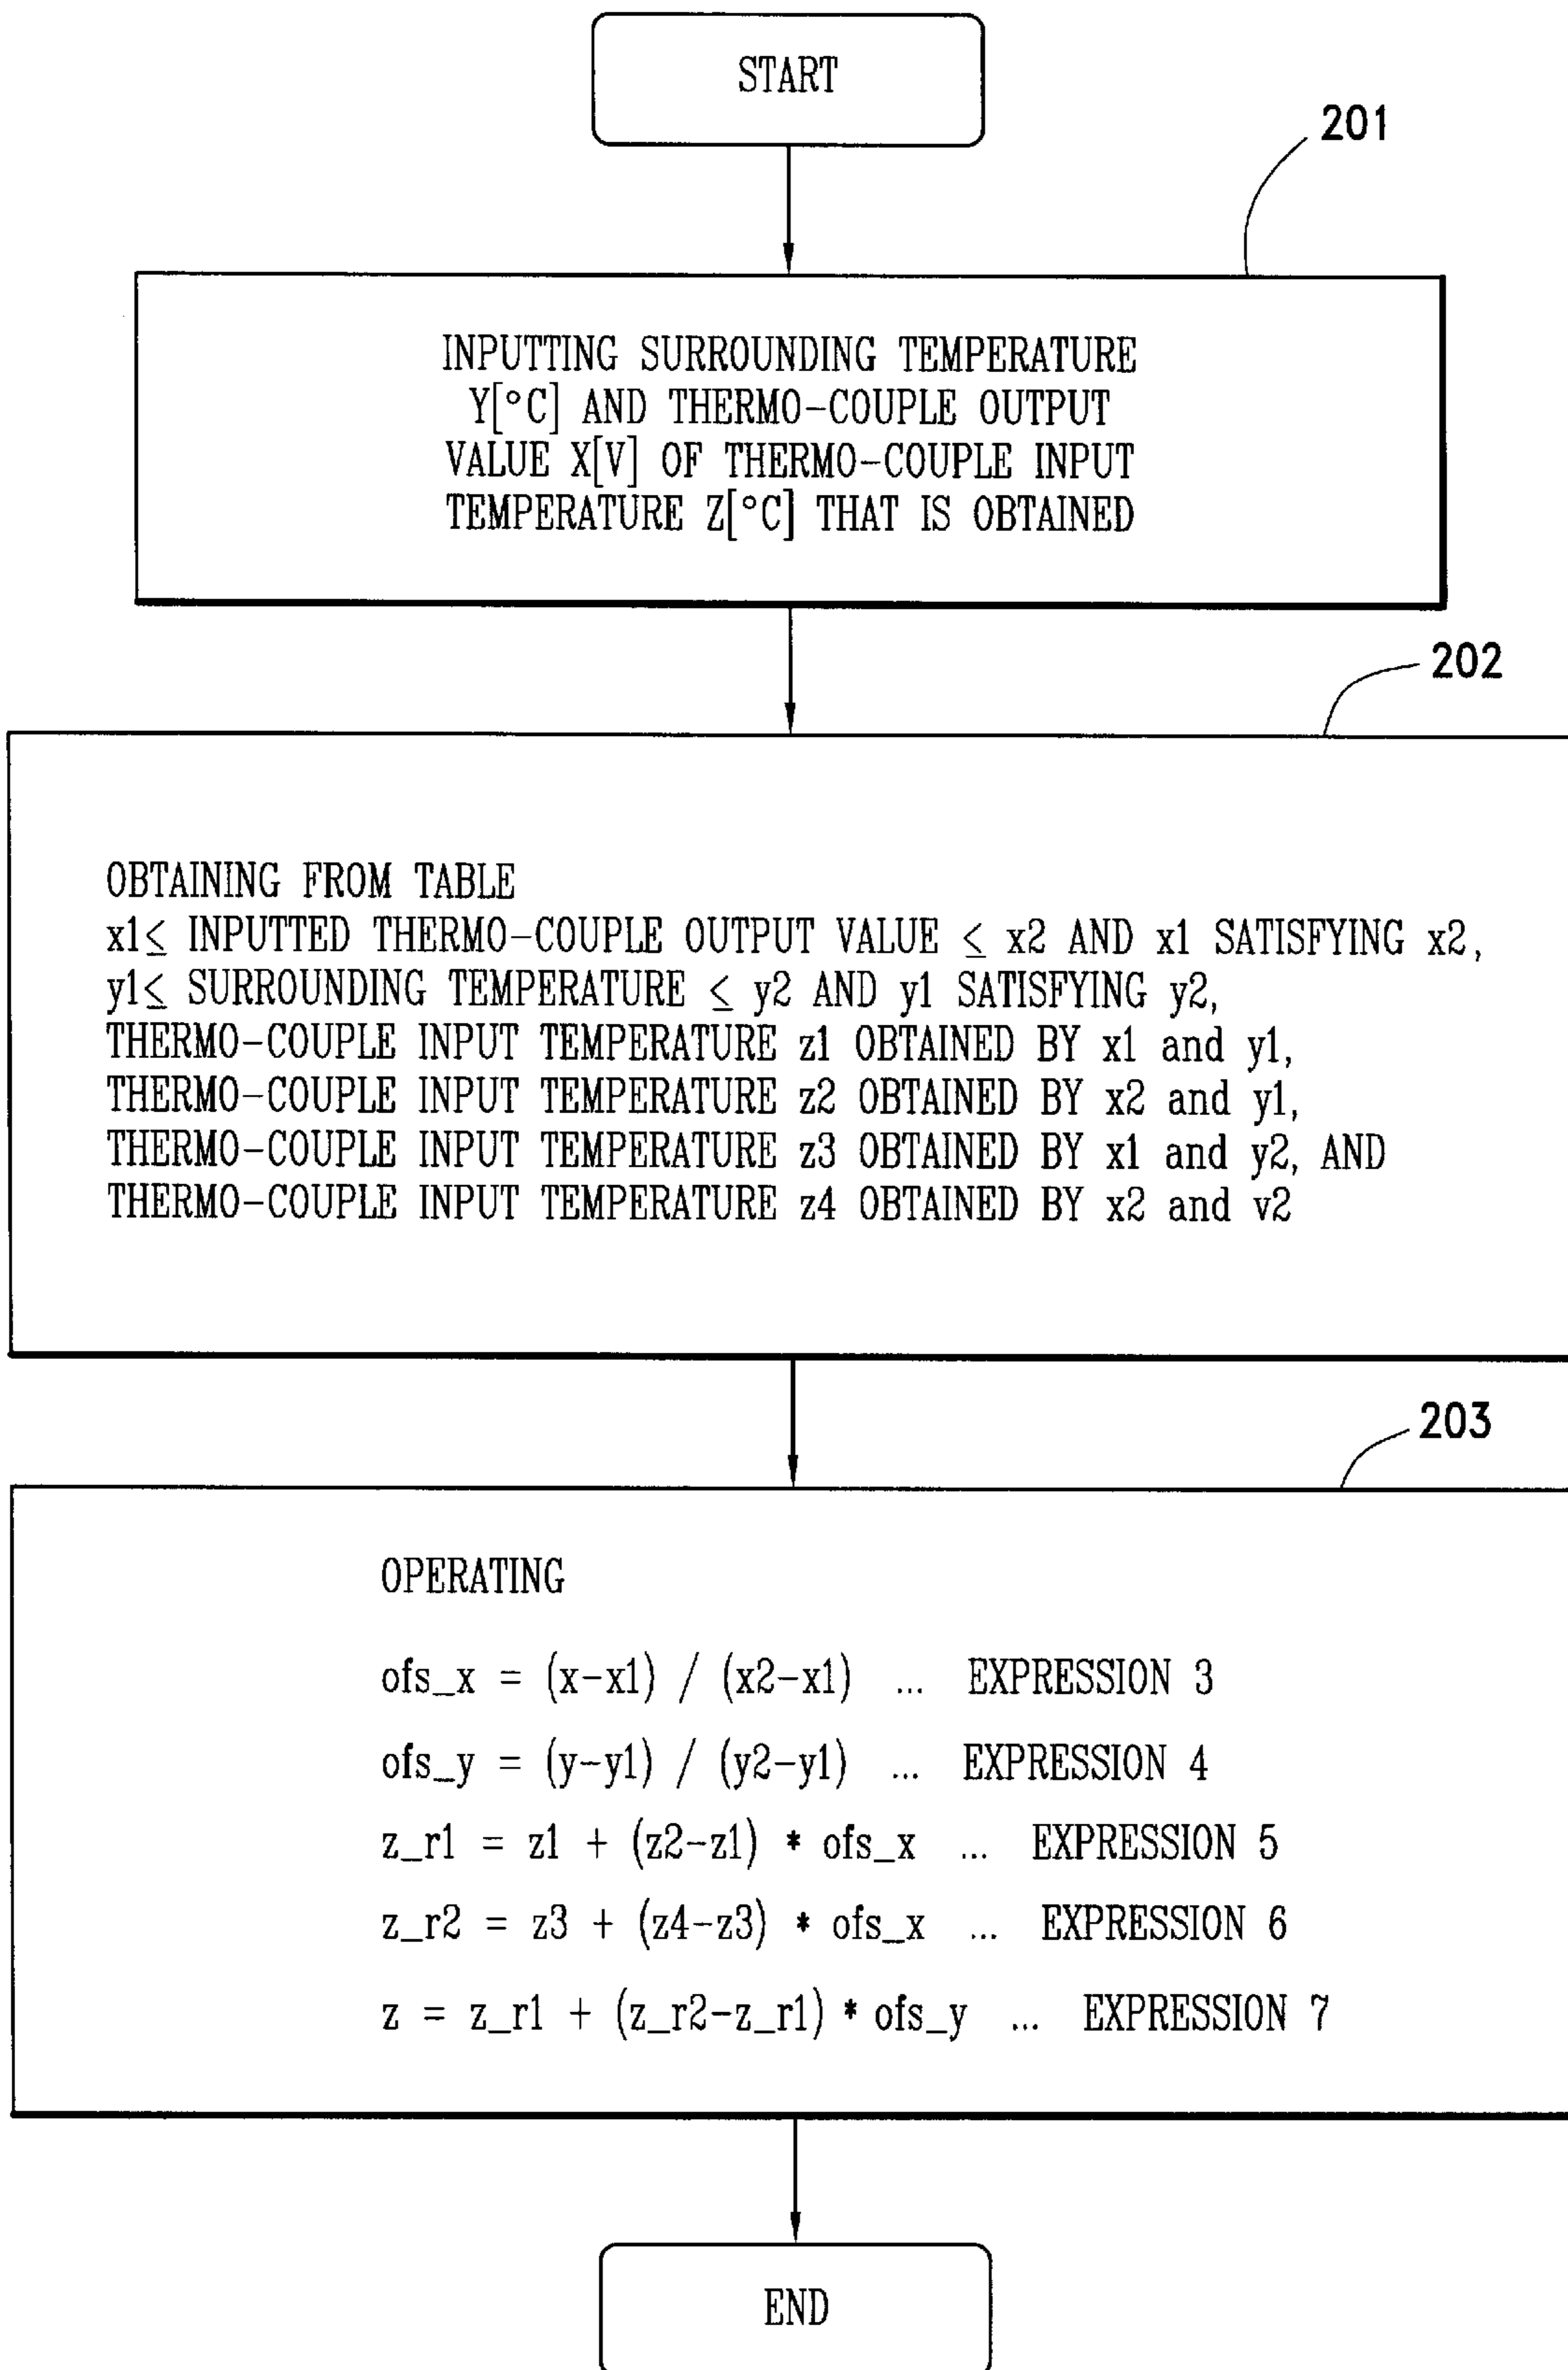 START
201
INPUTTING SURROUNDING TEMPERATURE
Y[°C] AND THERMO-COUPLE OUTPUT
VALUE X[V] OF THERMO-COUPLE INPUT
TEMPERATURE Z[°C] THAT IS OBTAINED
202
OBTAINING FROM TABLE
x1≤ INPUTTED THERMO-COUPLE OUTPUT VALUE ≤ x2 AND x1 SATISFYING x2,
y1≤ SURROUNDING TEMPERATURE ≤ y2 AND y1 SATISFYING y2,
THERMO-COUPLE INPUT TEMPERATURE z1 OBTAINED BY x1 and y1,
THERMO-COUPLE INPUT TEMPERATURE z2 OBTAINED BY x2 and y1,
THERMO-COUPLE INPUT TEMPERATURE z3 OBTAINED BY x1 and y2, AND
THERMO-COUPLE INPUT TEMPERATURE z4 OBTAINED BY x2 and v2
203
OPERATING
ofs_x = (x-x1) / (x2-x1) ... EXPRESSION 3
ofs_y = (y-y1) / (y2-y1) ... EXPRESSION 4
z_r1 = z1 + (z2-z1) * ofs_x ... EXPRESSION 5
z_r2 = z3 + (z4-z3) * ofs_x ... EXPRESSION 6
z = z_r1 + (z_r2-z_r1) * ofs_y ... EXPRESSION 7
END